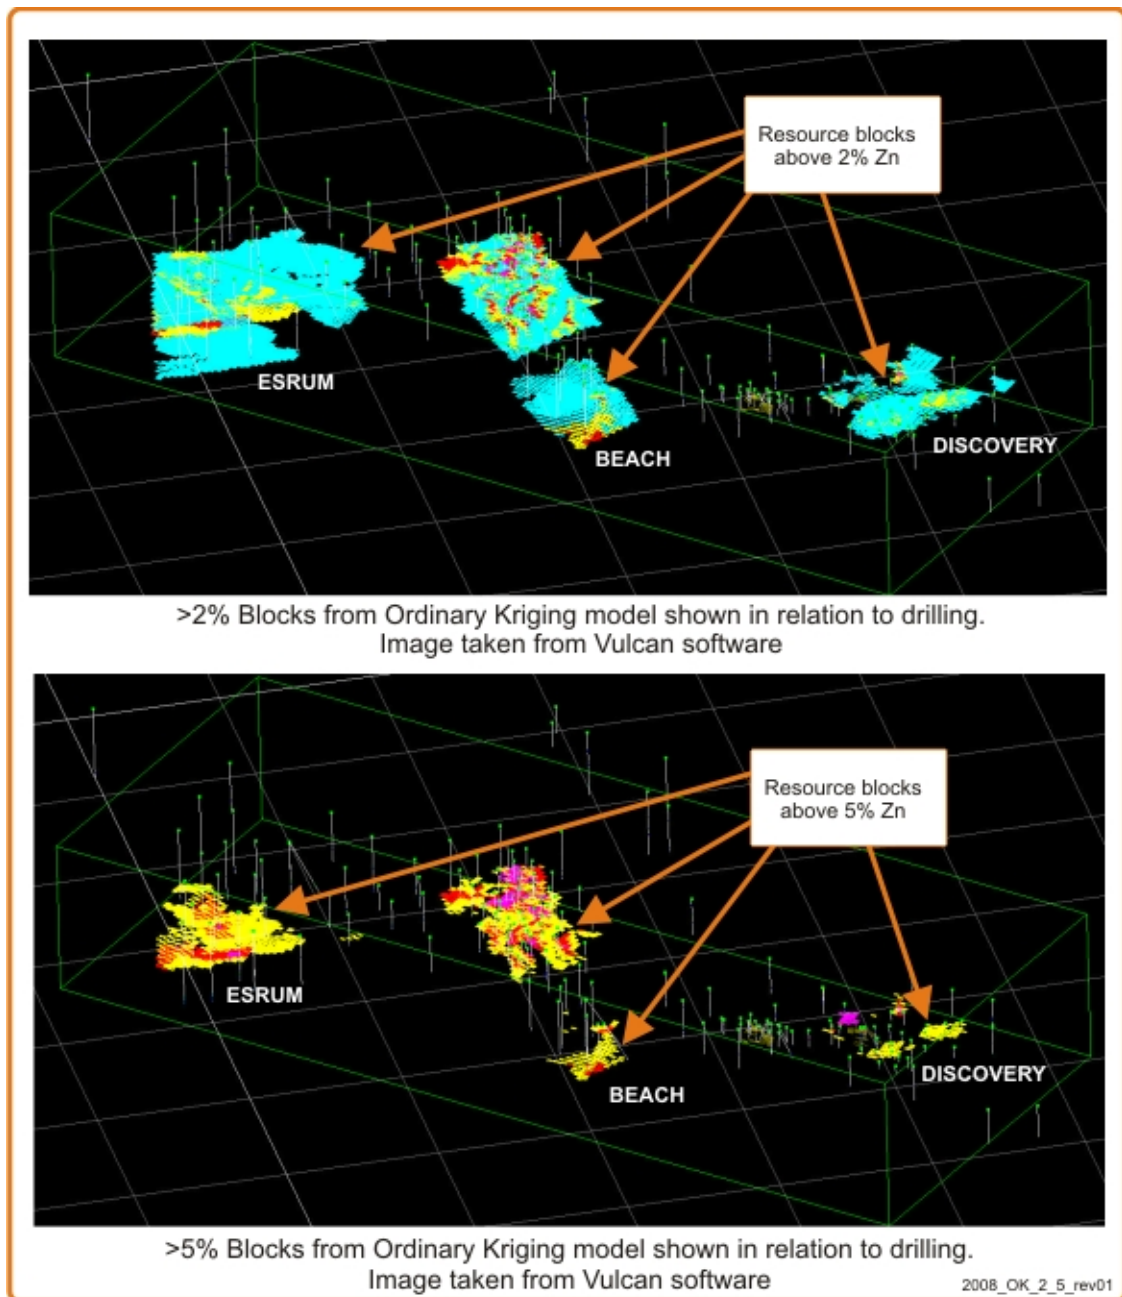 Resource blocks
above 2% Zn
ESRUM
BEACH
DISCOVERY
>2% Blocks from Ordinary Kriging model shown in relation to drilling.
Image taken from Vulcan software
Resource blocks
above 5% Zn
ESRUM
BEACH
DISCOVERY
>5% Blocks from Ordinary Kriging model shown in relation to drilling.
Image taken from Vulcan software
2008_OK_2_5_rev01